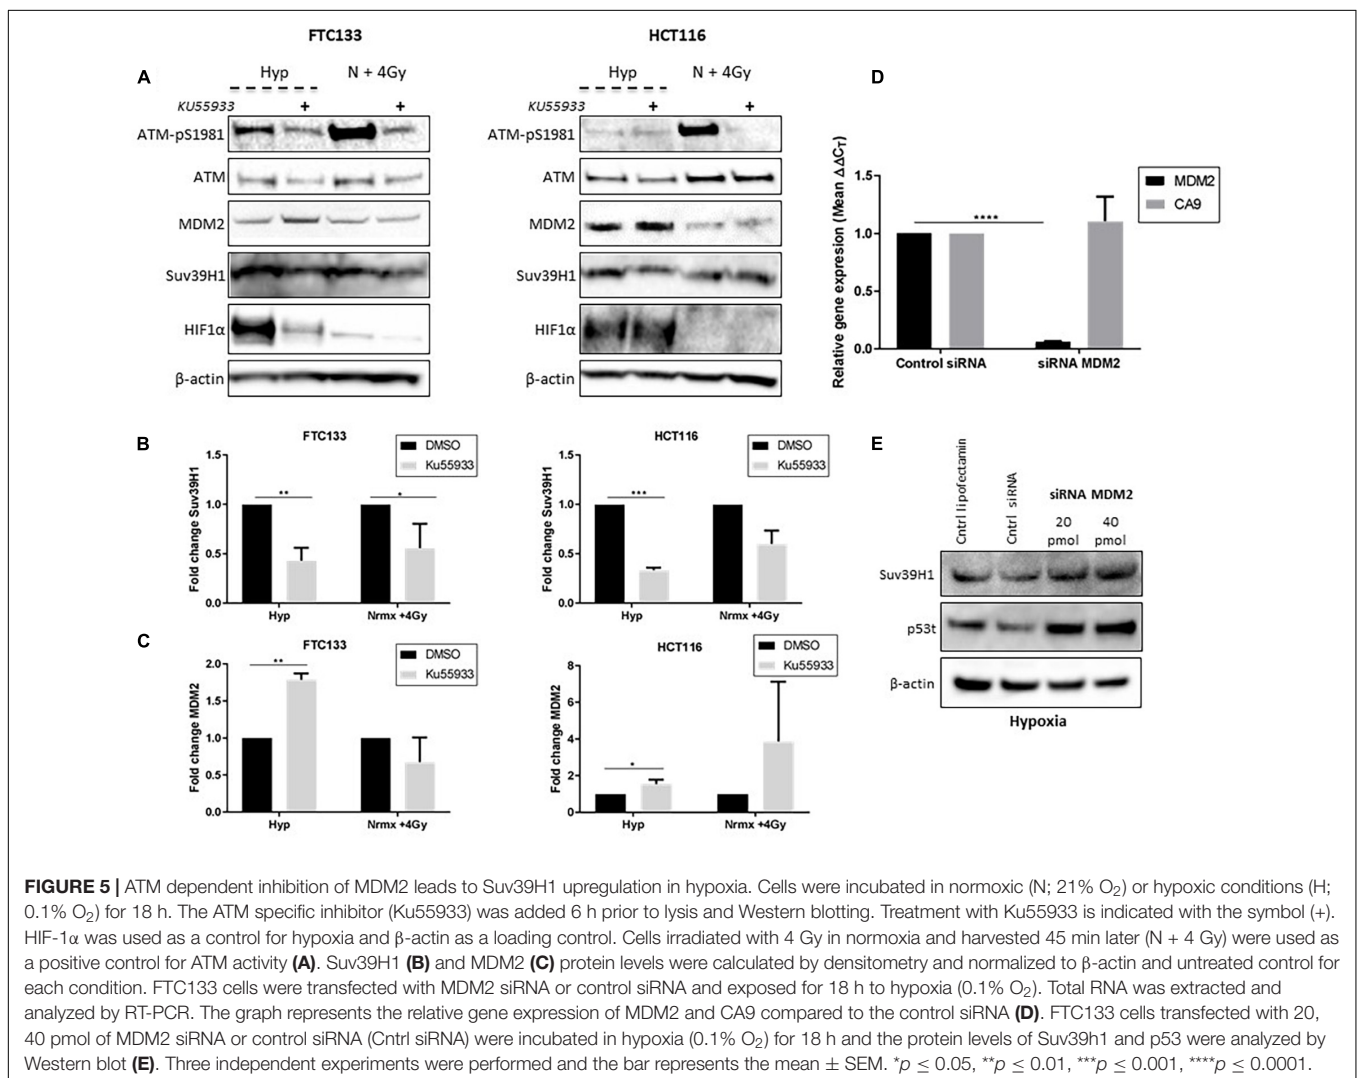 FTC133
HCT116
A
Hyp
N + 4Gy
KU55933 + +
ATM-pS1981
ATM
MDM2
Suv39H1
HIF1α
β-actin
Hyp
N + 4Gy
KU55933 + +
ATM-pS1981
ATM
MDM2
Suv39H1
HIF1α
β-actin
D
Relative gene expresion (Mean ΔΔCT)
1.5
1.0
0.5
0.0
****
MDM2
CA9
Control siRNA
siRNA MDM2
B
FTC133
DMSO
Ku55933
Fold change Suv39H1
1.5
1.0
0.5
0.0
**
*
Hyp
Nrmx +4Gy
HCT116
DMSO
Ku55933
Fold change Suv39H1
1.5
1.0
0.5
0.0
***
Hyp
Nrmx +4Gy
C
FTC133
DMSO
Ku55933
Fold change MDM2
2.0
1.5
1.0
0.5
0.0
**
Hyp
Nrmx +4Gy
HCT116
DMSO
Ku55933
Fold change MDM2
8
6
4
2
0
*
Hyp
Nrmx +4Gy
E
Cntrl lipofectamin
Cntrl siRNA
siRNA MDM2
20 40
pmol pmol
Suv39H1
p53t
β-actin
Hypoxia
FIGURE 5 | ATM dependent inhibition of MDM2 leads to Suv39H1 upregulation in hypoxia. Cells were incubated in normoxic (N; 21% O2) or hypoxic conditions (H;
0.1% O2) for 18 h. The ATM specific inhibitor (Ku55933) was added 6 h prior to lysis and Western blotting. Treatment with Ku55933 is indicated with the symbol (+).
HIF-1α was used as a control for hypoxia and β-actin as a loading control. Cells irradiated with 4 Gy in normoxia and harvested 45 min later (N + 4 Gy) were used as
a positive control for ATM activity (A). Suv39H1 (B) and MDM2 (C) protein levels were calculated by densitometry and normalized to β-actin and untreated control for
each condition. FTC133 cells were transfected with MDM2 siRNA or control siRNA and exposed for 18 h to hypoxia (0.1% O2). Total RNA was extracted and
analyzed by RT-PCR. The graph represents the relative gene expression of MDM2 and CA9 compared to the control siRNA (D). FTC133 cells transfected with 20,
40 pmol of MDM2 siRNA or control siRNA (Cntrl siRNA) were incubated in hypoxia (0.1% O2) for 18 h and the protein levels of Suv39h1 and p53 were analyzed by
Western blot (E). Three independent experiments were performed and the bar represents the mean ± SEM. *p ≤ 0.05, **p ≤ 0.01, ***p ≤ 0.001, ****p ≤ 0.0001.